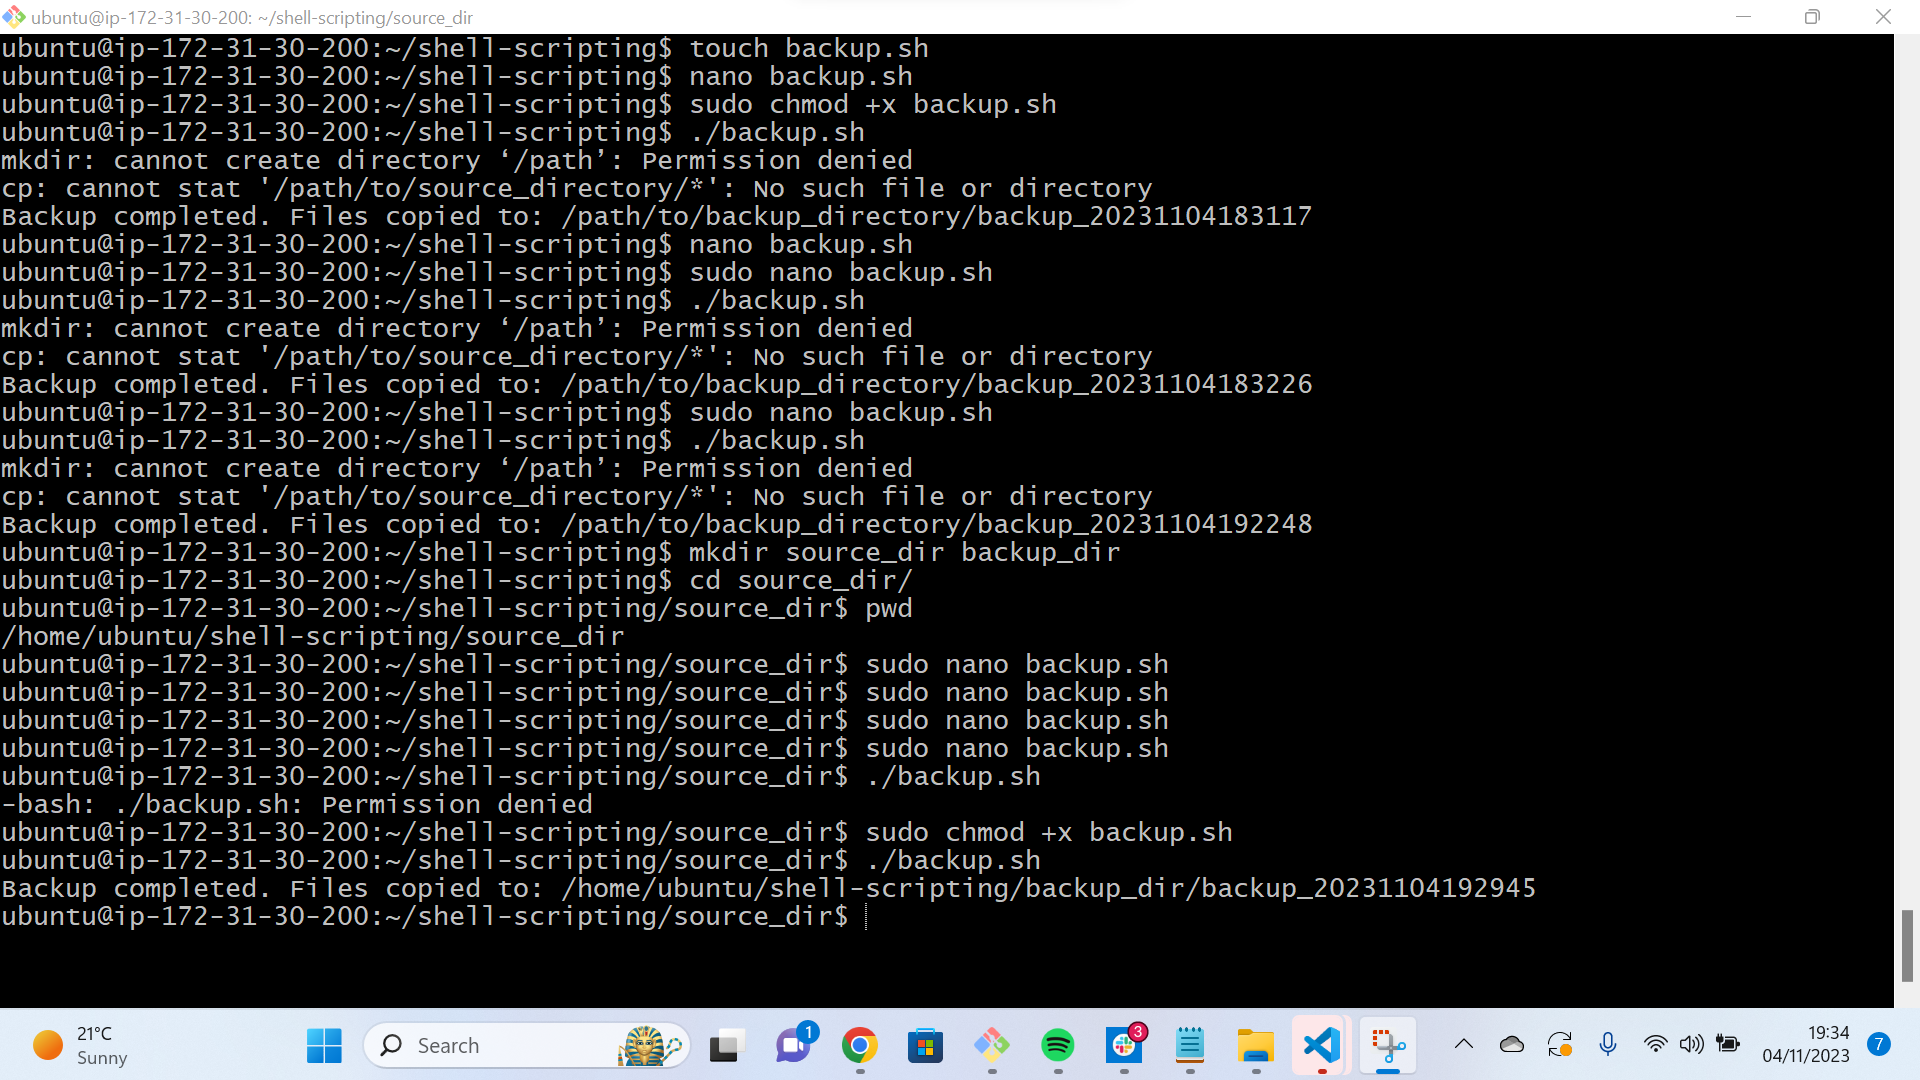 ubuntu@ip-172-31-30-200: ~/shell-scripting/source_dir
ubuntu@ip-172-31-30-200:~/shell-scripting$ touch backup.sh
ubuntu@ip-172-31-30-200:~/shell-scripting$ nano backup.sh
ubuntu@ip-172-31-30-200:~/shell-scripting$ sudo chmod +x backup.sh
ubuntu@ip-172-31-30-200:~/shell-scripting$ ./backup.sh
mkdir: cannot create directory ‘/path’: Permission denied
cp: cannot stat '/path/to/source_directory/*': No such file or directory
Backup completed. Files copied to: /path/to/backup_directory/backup_20231104183117
ubuntu@ip-172-31-30-200:~/shell-scripting$ nano backup.sh
ubuntu@ip-172-31-30-200:~/shell-scripting$ sudo nano backup.sh
ubuntu@ip-172-31-30-200:~/shell-scripting$ ./backup.sh
mkdir: cannot create directory ‘/path’: Permission denied
cp: cannot stat '/path/to/source_directory/*': No such file or directory
Backup completed. Files copied to: /path/to/backup_directory/backup_20231104183226
ubuntu@ip-172-31-30-200:~/shell-scripting$ sudo nano backup.sh
ubuntu@ip-172-31-30-200:~/shell-scripting$ ./backup.sh
mkdir: cannot create directory ‘/path’: Permission denied
cp: cannot stat '/path/to/source_directory/*': No such file or directory
Backup completed. Files copied to: /path/to/backup_directory/backup_20231104192248
ubuntu@ip-172-31-30-200:~/shell-scripting$ mkdir source_dir backup_dir
ubuntu@ip-172-31-30-200:~/shell-scripting$ cd source_dir/
ubuntu@ip-172-31-30-200:~/shell-scripting/source_dir$ pwd
/home/ubuntu/shell-scripting/source_dir
ubuntu@ip-172-31-30-200:~/shell-scripting/source_dir$ sudo nano backup.sh
ubuntu@ip-172-31-30-200:~/shell-scripting/source_dir$ sudo nano backup.sh
ubuntu@ip-172-31-30-200:~/shell-scripting/source_dir$ sudo nano backup.sh
ubuntu@ip-172-31-30-200:~/shell-scripting/source_dir$ sudo nano backup.sh
ubuntu@ip-172-31-30-200:~/shell-scripting/source_dir$ ./backup.sh
-bash: ./backup.sh: Permission denied
ubuntu@ip-172-31-30-200:~/shell-scripting/source_dir$ sudo chmod +x backup.sh
ubuntu@ip-172-31-30-200:~/shell-scripting/source_dir$ ./backup.sh
Backup completed. Files copied to: /home/ubuntu/shell-scripting/backup_dir/backup_20231104192945
ubuntu@ip-172-31-30-200:~/shell-scripting/source_dir$
21°C
Sunny
Search
1
3
19:34
04/11/2023
7